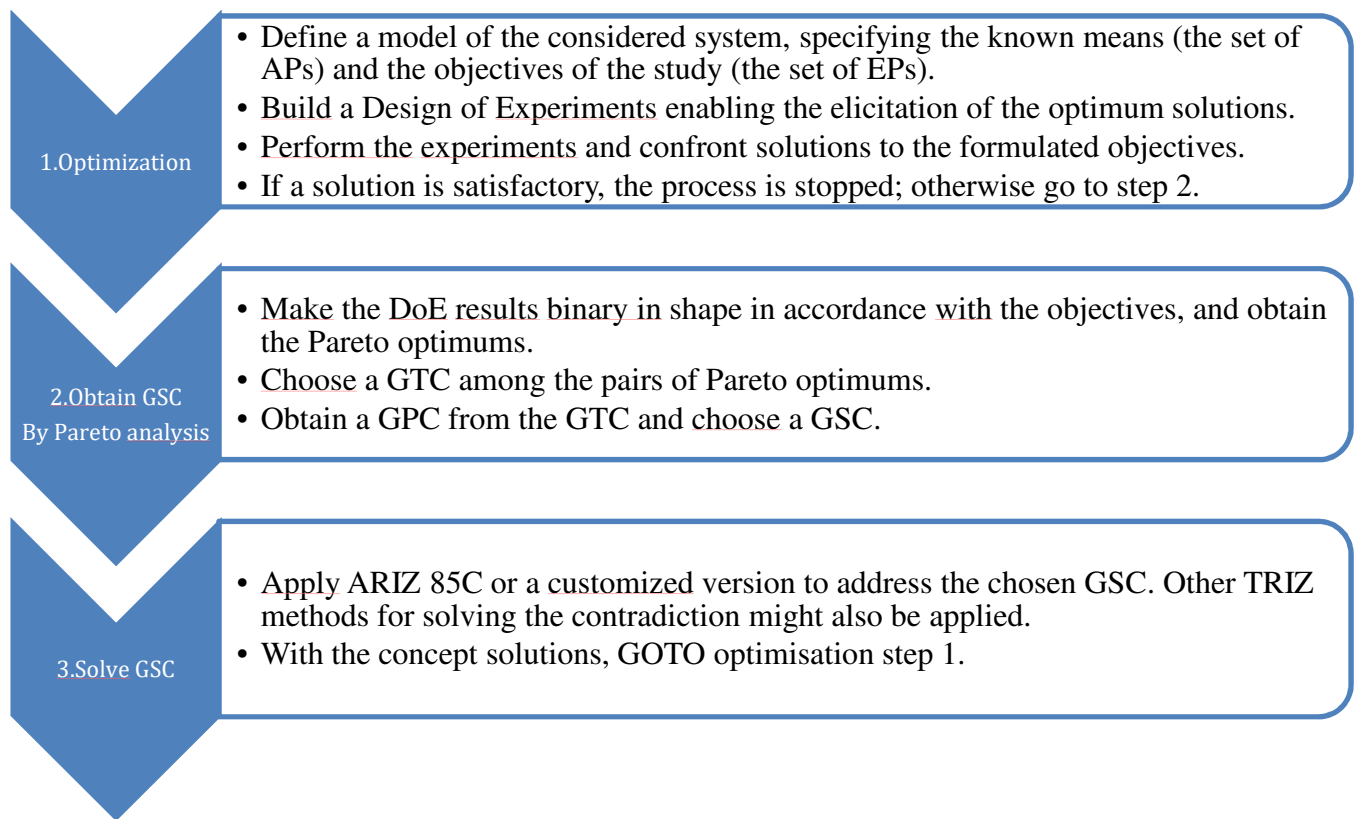 1.Optimization
• Define a model of the considered system, specifying the known means (the set of
APs) and the objectives of the study (the set of EPs).
• Build a Design of Experiments enabling the elicitation of the optimum solutions.
• Perform the experiments and confront solutions to the formulated objectives.
• If a solution is satisfactory, the process is stopped; otherwise go to step 2.
2.Obtain GSC
By Pareto analysis
• Make the DoE results binary in shape in accordance with the objectives, and obtain
the Pareto optimums.
• Choose a GTC among the pairs of Pareto optimums.
• Obtain a GPC from the GTC and choose a GSC.
3.Solve GSC
• Apply ARIZ 85C or a customized version to address the chosen GSC. Other TRIZ
methods for solving the contradiction might also be applied.
• With the concept solutions, GOTO optimisation step 1.